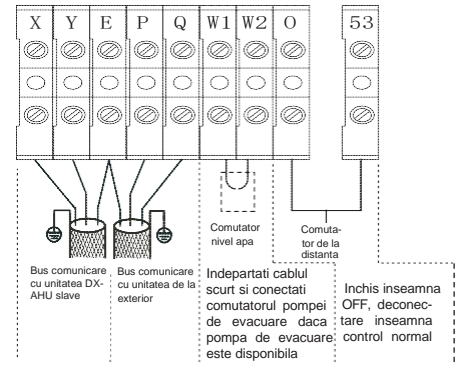 X Y E P Q W1 W2 O 53
Comutator
nivel apa
Comuta-
tor de la
distanta
Bus comunicare
cu unitatea DX-
AHU slave
Bus comunicare
cu unitatea de la
exterior
Indepartati cablul
scurt si conectati
comutatorul pompei
de evacuare daca
pompa de evacuare
este disponibila
Inchis inseamna
OFF, deconec-
tare inseamna
control normal